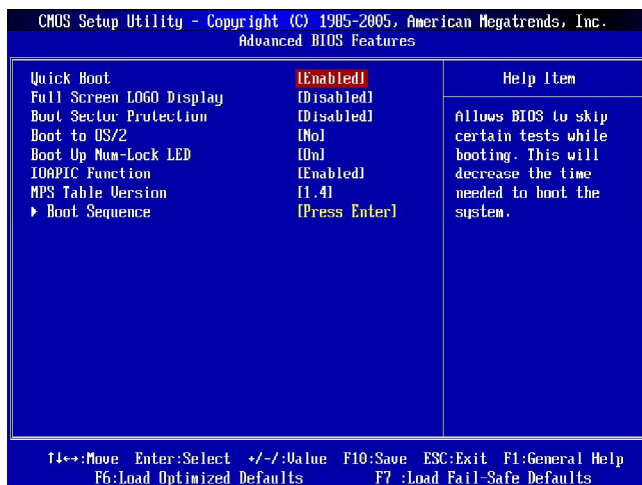 CMOS Setup Utility - Copyright (C) 1985-2005, American Megatrends, Inc.
Advanced BIOS Features
Quick Boot [Enabled]
Full Screen LOGO Display [Disabled]
Boot Sector Protection [Disabled]
Boot to OS/2 [No]
Boot Up Num-Lock LED [On]
IOAPIC Function [Enabled]
MPS Table Version [1.4]
▶ Boot Sequence [Press Enter]
Help Item
Allows BIOS to skip
certain tests while
booting. This will
decrease the time
needed to boot the
system.
↑↓←→:Move Enter:Select +/-/:Value F10:Save ESC:Exit F1:General Help
F6:Load Optimized Defaults F7 :Load Fail-Safe Defaults